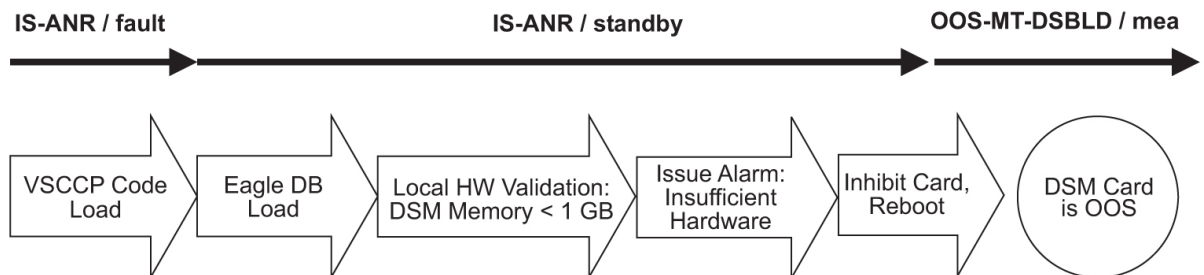 IS-ANR / fault
IS-ANR / standby
OOS-MT-DSBLD / mea
VSCCP Code
Load
Eagle DB
Load
Local HW Validation:
DSM Memory < 1 GB
Issue Alarm:
Insufficient
Hardware
Inhibit Card,
Reboot
DSM Card
is OOS